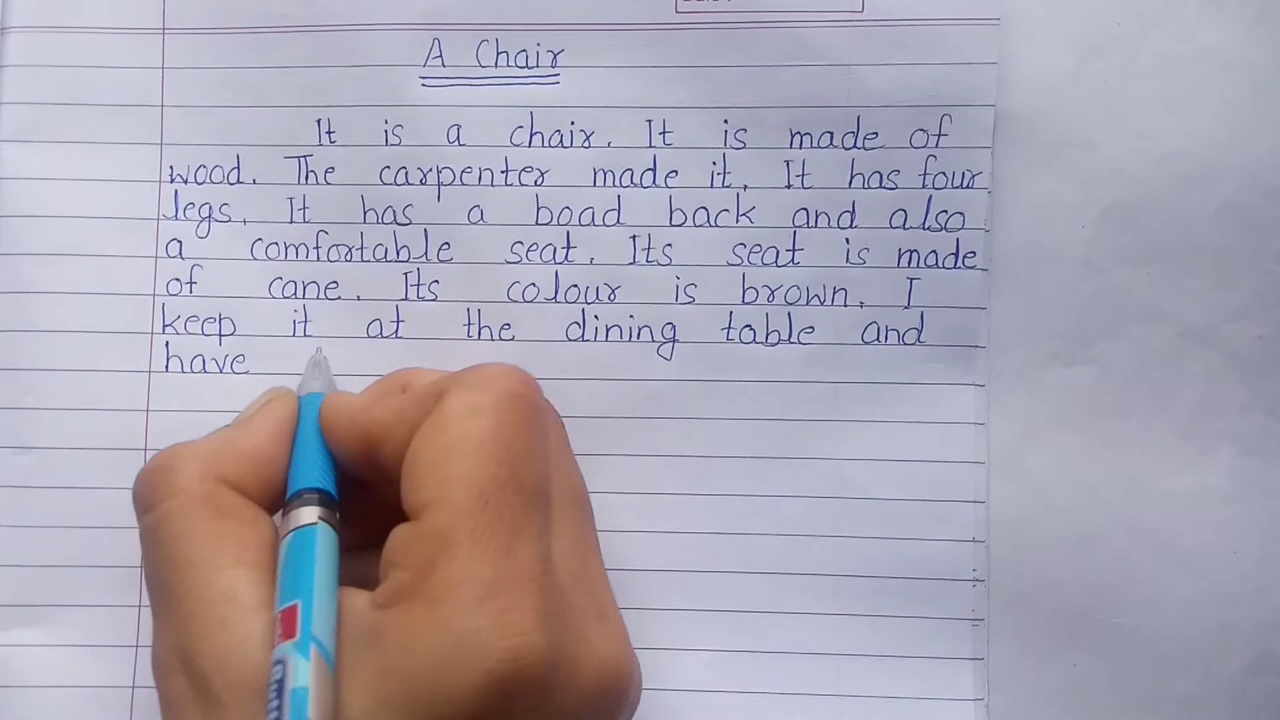 A Chair
It is a chair. It is made of
wood. The carpenter made it. It has four
legs. It has a boad back and also
a comfortable seat. Its seat is made
of cane. Its colour is brown. I
keep it at the dining table and
have